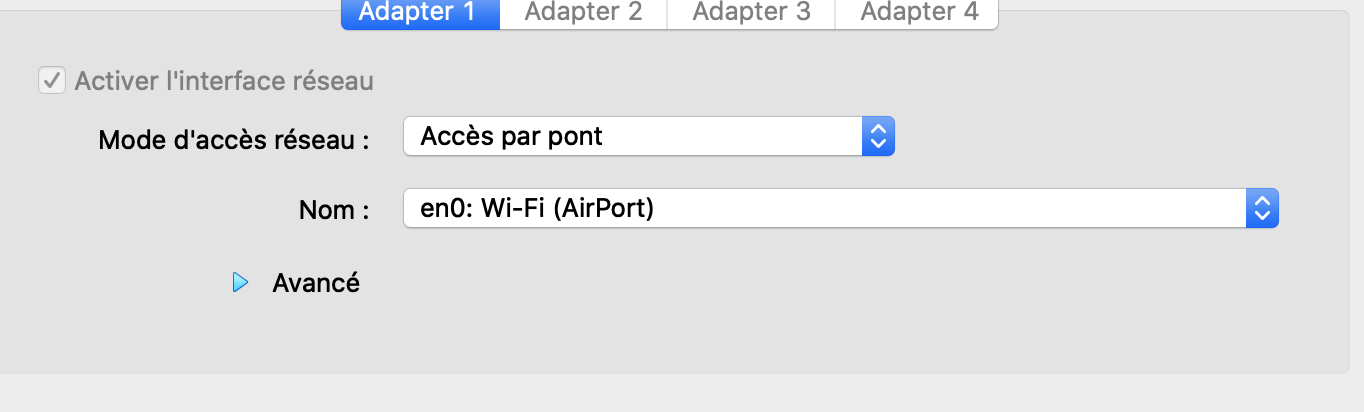 Adapter 1 Adapter 2 Adapter 3 Adapter 4
Activer l'interface réseau
Mode d'accès réseau : Accès par pont
Nom : en0: Wi-Fi (AirPort)
Avancé